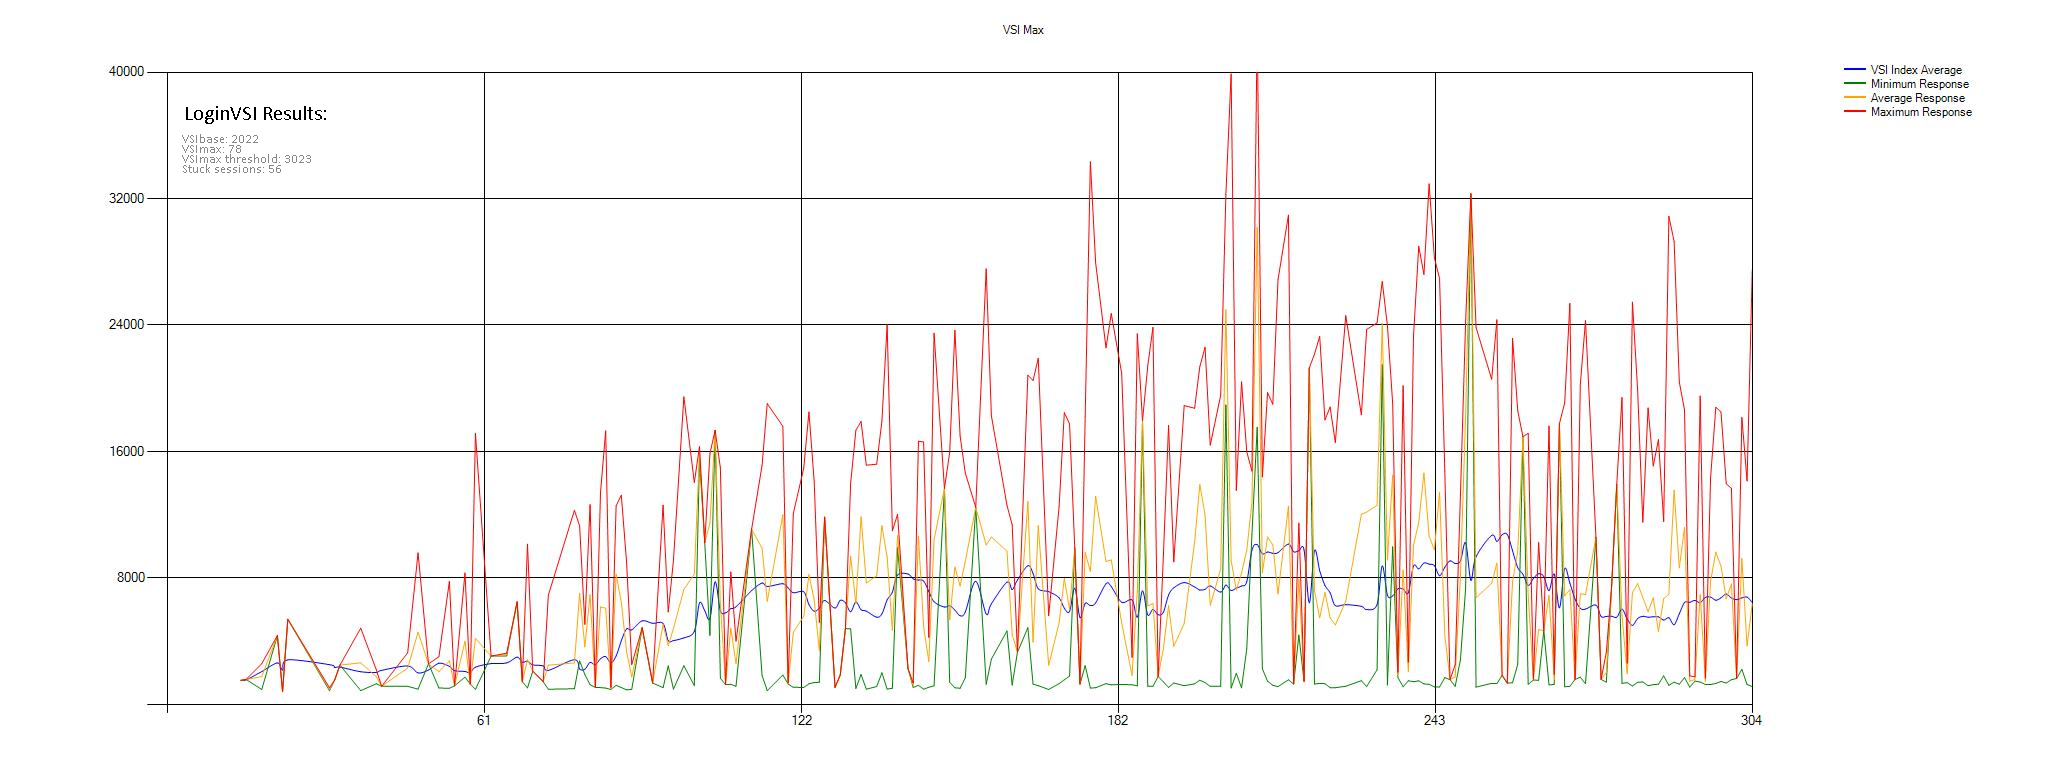 VSI Max
40000
32000
24000
16000
8000
LoginVSI Results:
VSIbase: 2022
VSImax: 78
VSImax threshold: 3023
Stuck sessions: 56
61
122
182
243
304
VSI Index Average
Minimum Response
Average Response
Maximum Response